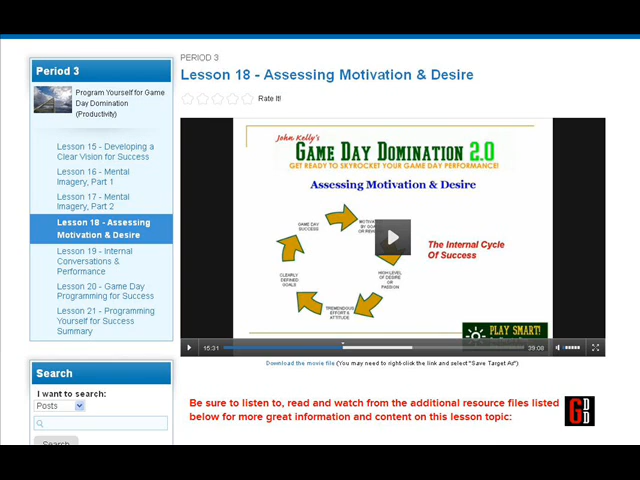 PERIOD 3
Lesson 18 - Assessing Motivation & Desire
Rate It!
Period 3
Program Yourself for Game
Day Domination
(Productivity)
Lesson 15 - Developing a
Clear Vision for Success
Lesson 16 - Mental
Imagery, Part 1
Lesson 17 - Mental
Imagery, Part 2
Lesson 18 - Assessing
Motivation & Desire
Lesson 19 - Internal
Conversations &
Performance
Lesson 20 - Game Day
Programming for Success
Lesson 21 - Programming
Yourself for Success
Summary
John Kelly's
GAME DAY DOMINATION 2.0
GET READY TO SKYROCKET YOUR GAME DAY PERFORMANCE!
Assessing Motivation & Desire
GAME DAY
SUCCESS
HIGH LEVEL
OF DESIRE
OR
PASSION
TREMENDOUS
EFFORT &
ATTITUDE
CLEARLY
DEFINED
GOALS
The Internal Cycle
Of Success
PLAY SMART!
15:31
39:08
Download the movie file (You may need to right-click the link and select "Save Target As")
Search
I want to search:
Posts
Search
Be sure to listen to, read and watch from the additional resource files listed
below for more great information and content on this lesson topic:
GDD